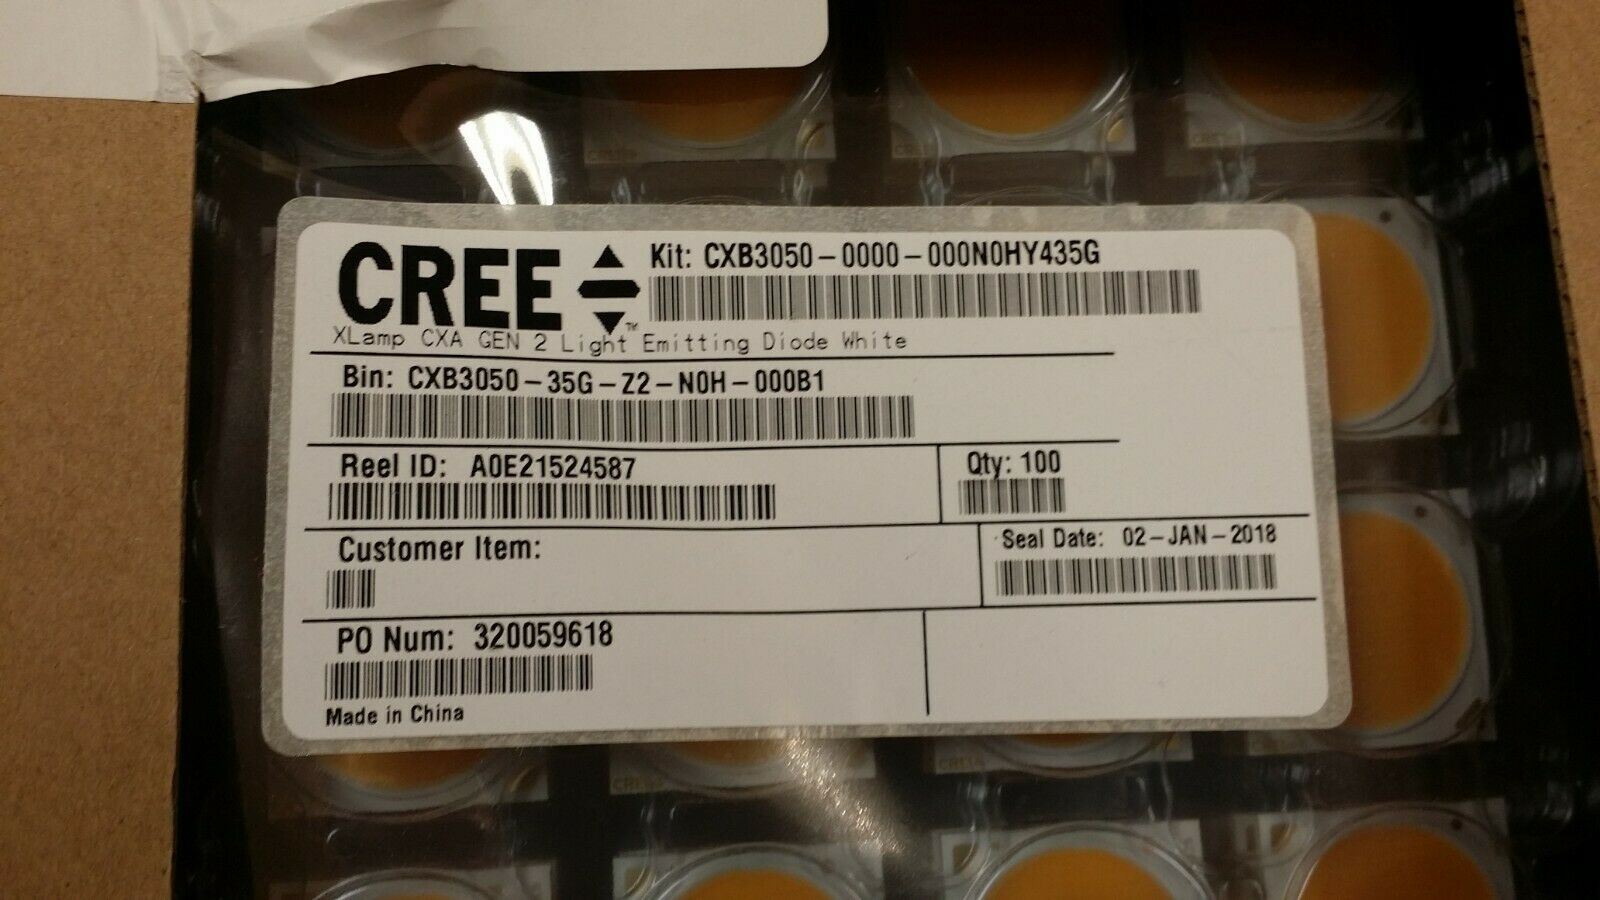 CREE
Kit: CXB3050-0000-000N0HY435G
™
XLamp CXA GEN 2 Light Emitting Diode White
Bin: CXB3050-35G-Z2-N0H-000B1
Reel ID: A0E21524587
Qty: 100
Customer Item:
Seal Date: 02-JAN-2018
PO Num: 320059618
Made in China